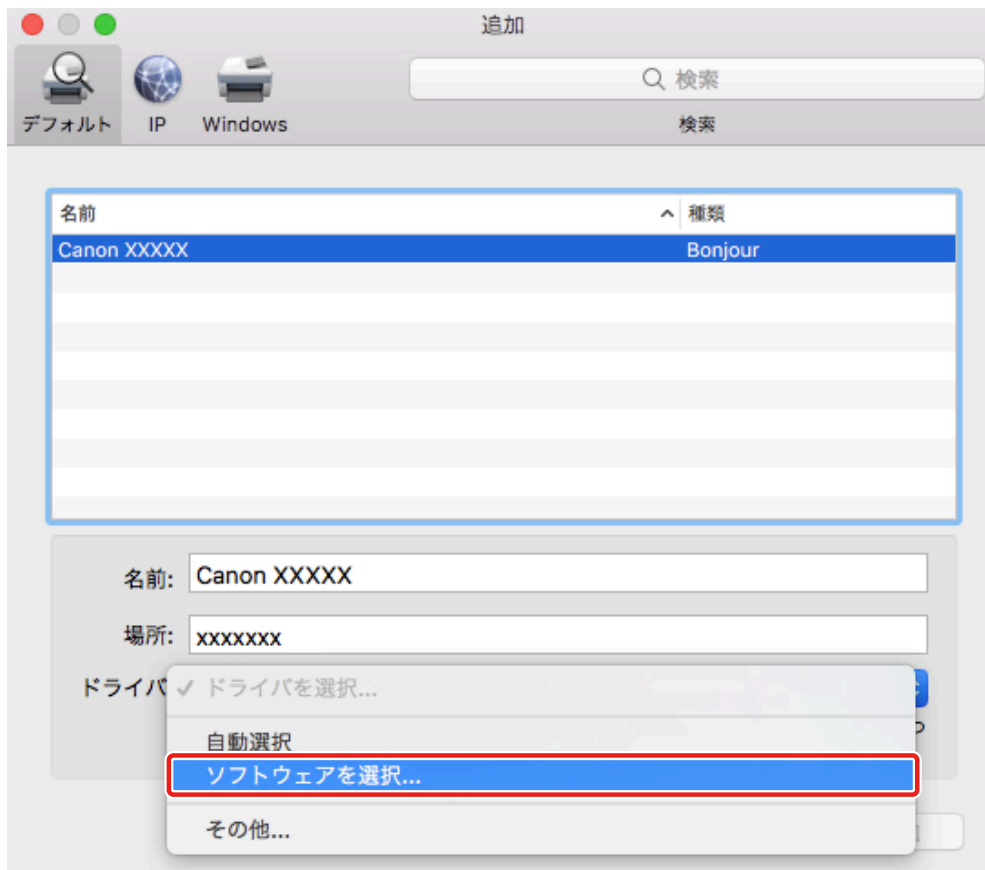 追加
検索
デフォルト IP Windows 検索
名前 種類
Canon XXXXX Bonjour
名前: Canon XXXXX
場所: xxxxxxx
ドライバ ✓ ドライバを選択...
自動選択
ソフトウェアを選択...
その他...